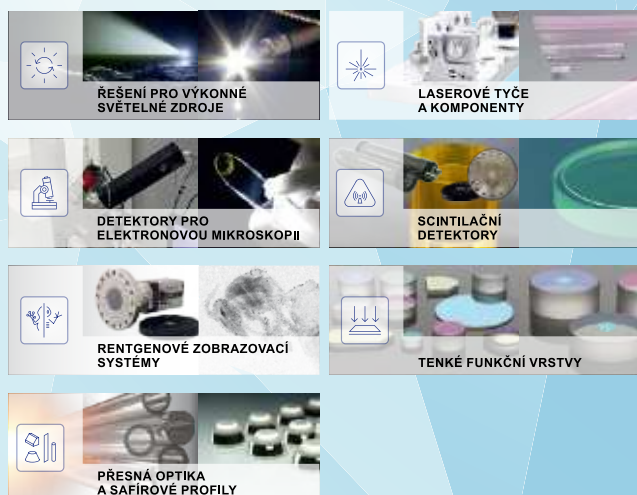 ŘEŠENÍ PRO VÝKONNÉ
SVĚTELNÉ ZDROJE
LASEROVÉ TYČE
A KOMPONENTY
DETEKTORY PRO
ELEKTRONOVOU MIKROSKOPII
SCINTILAČNÍ
DETEKTORY
RENTGENOVÉ ZOBRAZOVACÍ
SYSTÉMY
TENKÉ FUNKČNÍ VRSTVY
PŘESNÁ OPTIKA
A SAFÍROVÉ PROFILY